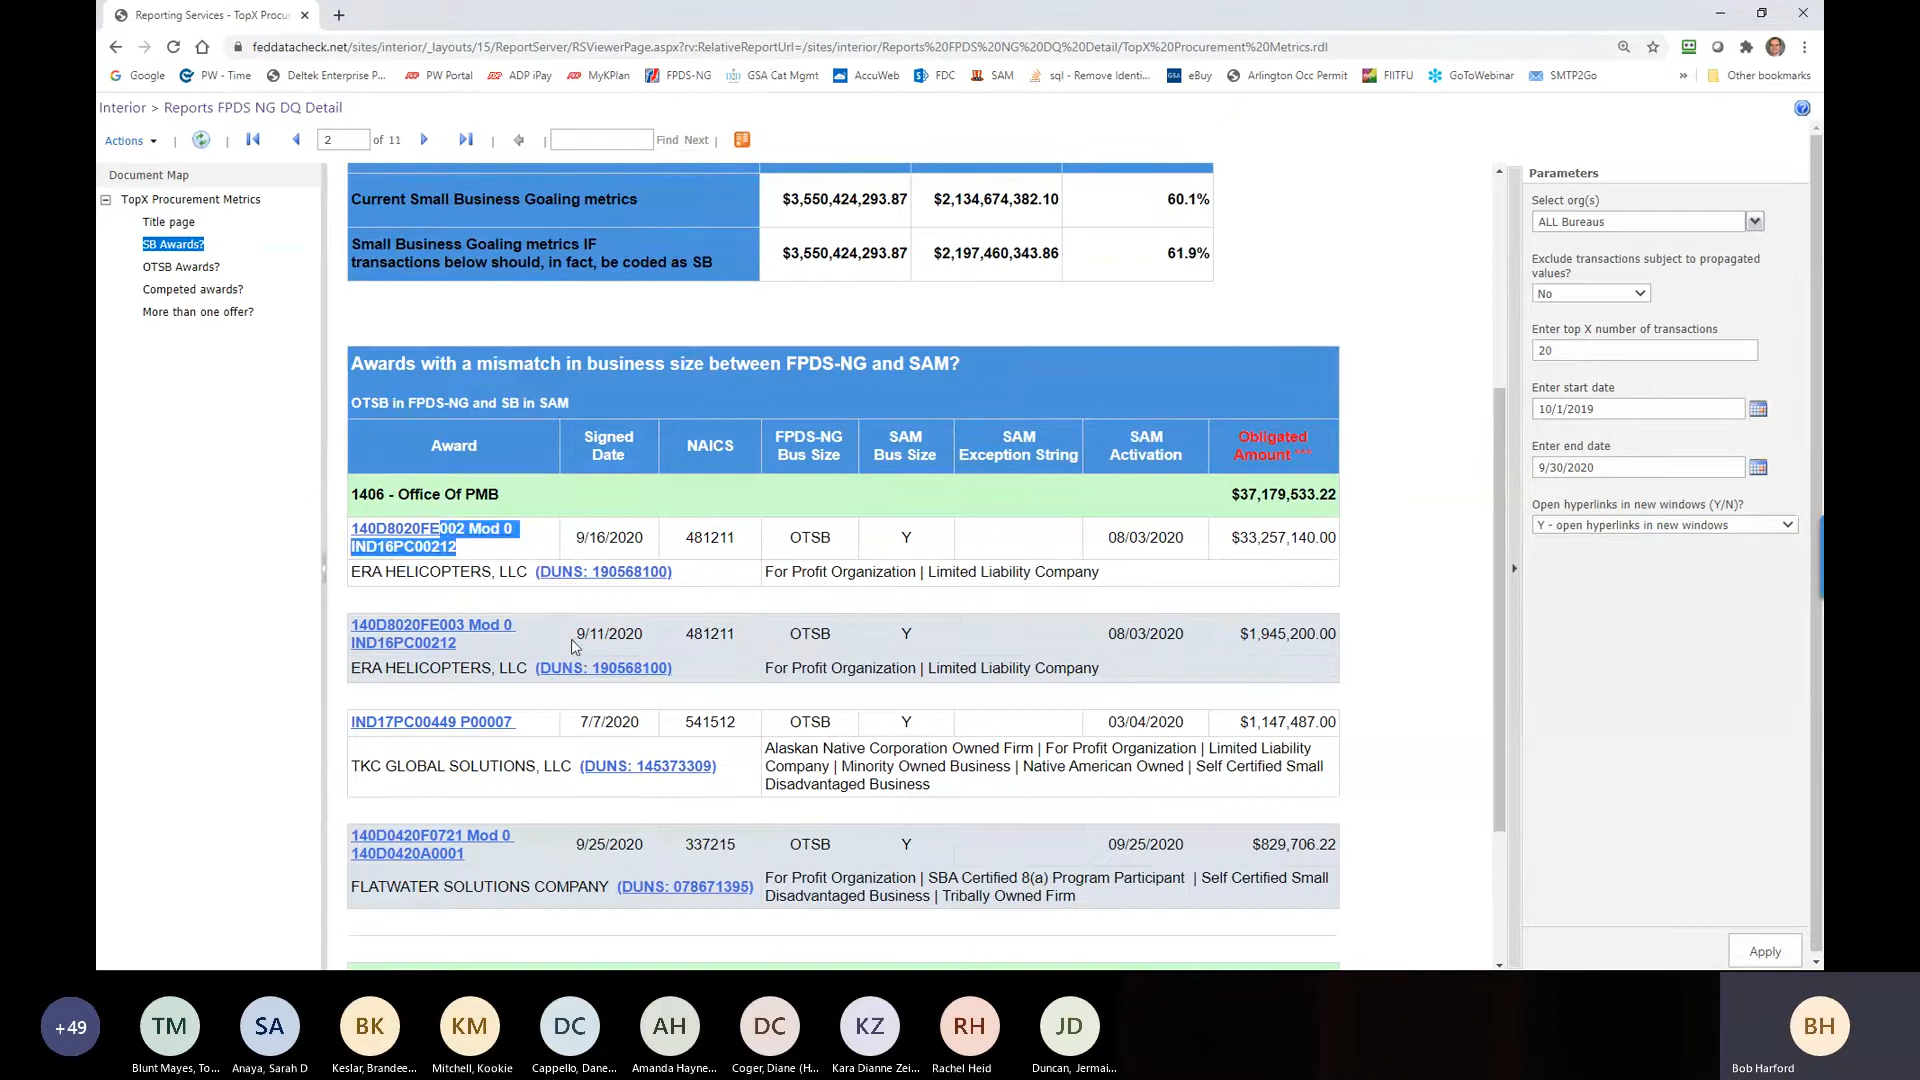 Reporting Services - TopX Procur
feddatacheck.net/sites/interior/_layouts/15/ReportServer/RSViewerPage.aspx?rv:RelativeReportUrl=/sites/interior/Reports%20FPDS%20NG%20DQ%20Detail/TopX%20Procurement%20Metrics.rdl
Google PW - Time Deltek Enterprise P... PW Portal ADP iPay MyKPlan FPDS-NG GSA Cat Mgmt AccuWeb FDC SAM sql - Remove Identi... eBuy Arlington Occ Permit FIITFU GoToWebinar SMTP2Go » Other bookmarks
Interior > Reports FPDS NG DQ Detail
Actions 2 of 11 Find Next
Document Map
TopX Procurement Metrics
Title page
SB Awards?
OTSB Awards?
Competed awards?
More than one offer?
Current Small Business Goaling metrics $3,550,424,293.87 $2,134,674,382.10 60.1%
Small Business Goaling metrics IF
transactions below should, in fact, be coded as SB $3,550,424,293.87 $2,197,460,343.86 61.9%
Awards with a mismatch in business size between FPDS-NG and SAM?
OTSB in FPDS-NG and SB in SAM
Award Signed Date NAICS FPDS-NG Bus Size SAM Bus Size SAM Exception String SAM Activation Obligated Amount ***
1406 - Office Of PMB $37,179,533.22
140D8020FE002 Mod 0
IND16PC00212 9/16/2020 481211 OTSB Y 08/03/2020 $33,257,140.00
ERA HELICOPTERS, LLC (DUNS: 190568100) For Profit Organization | Limited Liability Company
140D8020FE003 Mod 0
IND16PC00212 9/11/2020 481211 OTSB Y 08/03/2020 $1,945,200.00
ERA HELICOPTERS, LLC (DUNS: 190568100) For Profit Organization | Limited Liability Company
IND17PC00449 P00007 7/7/2020 541512 OTSB Y 03/04/2020 $1,147,487.00
TKC GLOBAL SOLUTIONS, LLC (DUNS: 145373309)
Alaskan Native Corporation Owned Firm | For Profit Organization | Limited Liability
Company | Minority Owned Business | Native American Owned | Self Certified Small
Disadvantaged Business
140D0420F0721 Mod 0
140D0420A0001 9/25/2020 337215 OTSB Y 09/25/2020 $829,706.22
FLATWATER SOLUTIONS COMPANY (DUNS: 078671395)
For Profit Organization | SBA Certified 8(a) Program Participant | Self Certified Small
Disadvantaged Business | Tribally Owned Firm
Parameters
Select org(s)
ALL Bureaus
Exclude transactions subject to propagated
values?
No
Enter top X number of transactions
20
Enter start date
10/1/2019
Enter end date
9/30/2020
Open hyperlinks in new windows (Y/N)?
Y - open hyperlinks in new windows
Apply
+49 TM SA BK KM DC AH DC KZ RH JD BH
Blunt Mayes, To... Anaya, Sarah D Keslar, Brandee... Mitchell, Kookie Cappello, Dane... Amanda Hayne... Coger, Diane (H... Kara Dianne Zei... Rachel Heid Duncan, Jermai... Bob Harford